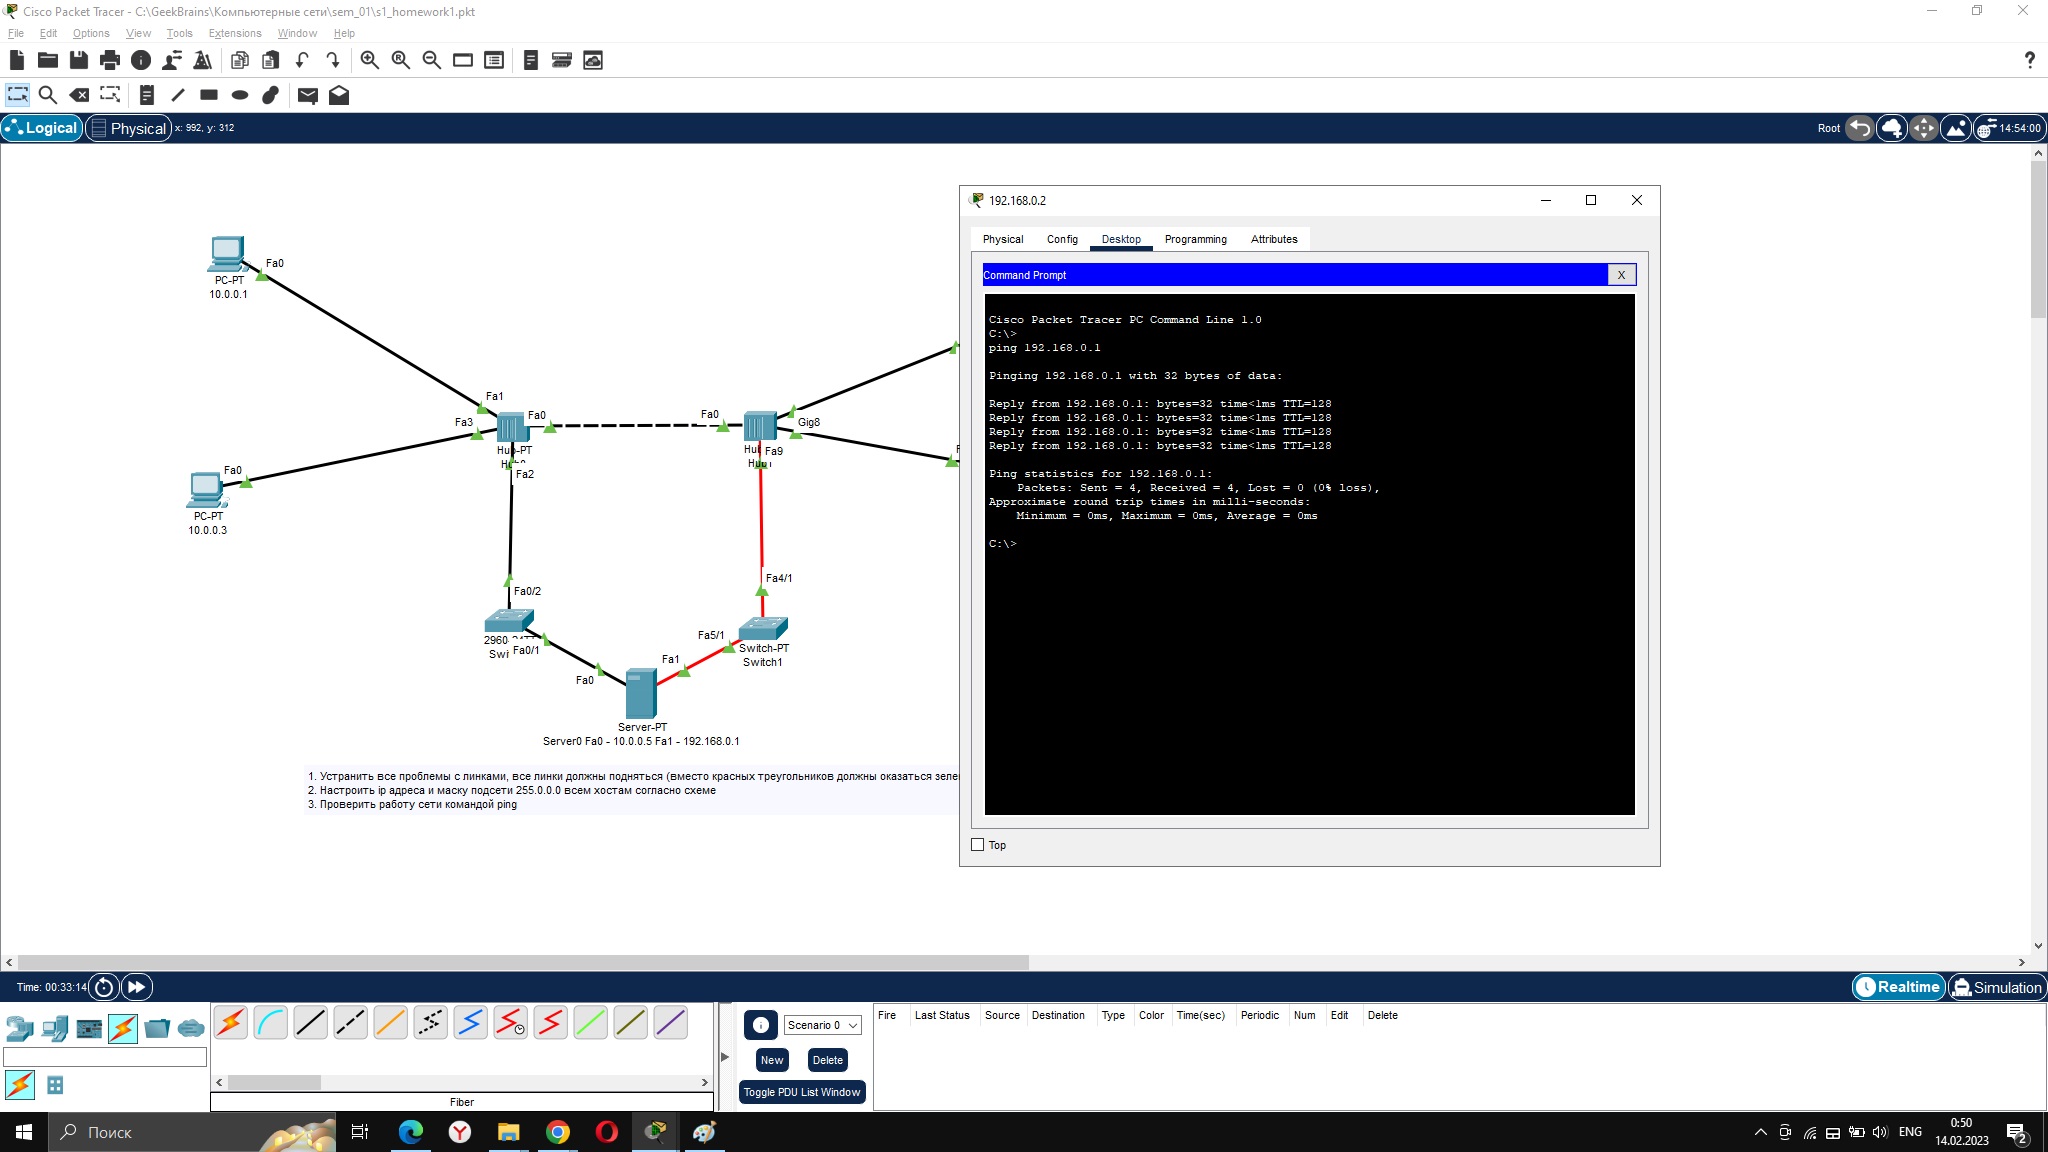 Cisco Packet Tracer - C:\GeekBrains\Компьютерные сети\sem_01\s1_homework1.pkt
File Edit Options View Tools Extensions Window Help
?
Logical Physical x: 992, y: 312 Root 14:54:00
192.168.0.2
Physical Config Desktop Programming Attributes
Command Prompt X
Cisco Packet Tracer PC Command Line 1.0
C:\>
ping 192.168.0.1
Pinging 192.168.0.1 with 32 bytes of data:
Reply from 192.168.0.1: bytes=32 time<1ms TTL=128
Reply from 192.168.0.1: bytes=32 time<1ms TTL=128
Reply from 192.168.0.1: bytes=32 time<1ms TTL=128
Reply from 192.168.0.1: bytes=32 time<1ms TTL=128
Ping statistics for 192.168.0.1:
Packets: Sent = 4, Received = 4, Lost = 0 (0% loss),
Approximate round trip times in milli-seconds:
Minimum = 0ms, Maximum = 0ms, Average = 0ms
C:\>
Top
Fa0
PC-PT
10.0.0.1
Fa1
Fa3 Fa0 Fa0 Gig8
Hub-PT
Fa9
Fa2
Fa0
PC-PT
10.0.0.3
Fa0/2
Fa4/1
Fa0/1
Fa5/1
Switch-PT
Switch1
Fa1
Fa0
Server-PT
Server0 Fa0 - 10.0.0.5 Fa1 - 192.168.0.1
1. Устранить все проблемы с линками, все линки должны подняться (вместо красных треугольников должны оказаться зеле
2. Настроить ip адреса и маску подсети 255.0.0.0 всем хостам согласно схеме
3. Проверить работу сети командой ping
Time: 00:33:14 Realtime Simulation
Scenario 0
New Delete
Toggle PDU List Window
Fire Last Status Source Destination Type Color Time(sec) Periodic Num Edit Delete
Fiber
Поиск
ENG
0:50
14.02.2023
2